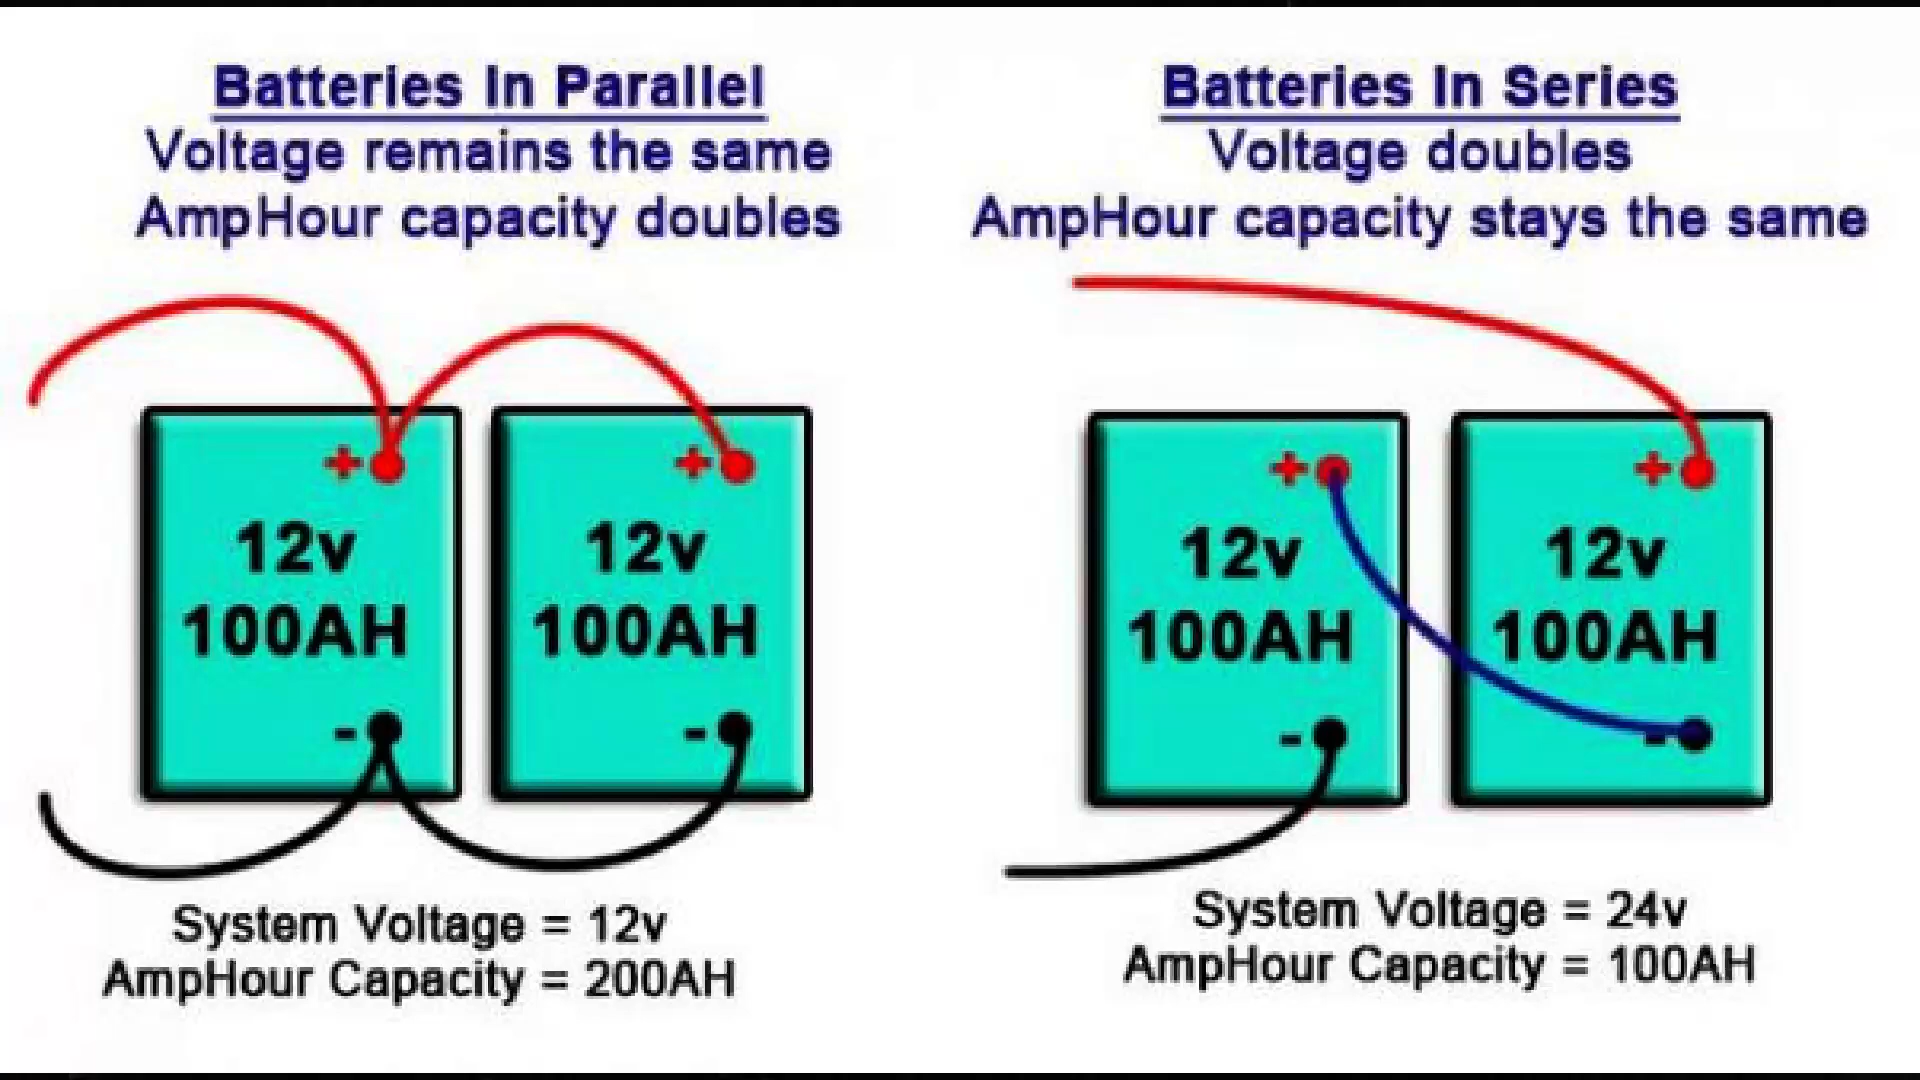 Batteries In Parallel
Voltage remains the same
AmpHour capacity doubles
+
+
12v
100AH
12v
100AH
-
-
System Voltage = 12v
AmpHour Capacity = 200AH
Batteries In Series
Voltage doubles
AmpHour capacity stays the same
+
+
12v
100AH
12v
100AH
-
-
System Voltage = 24v
AmpHour Capacity = 100AH